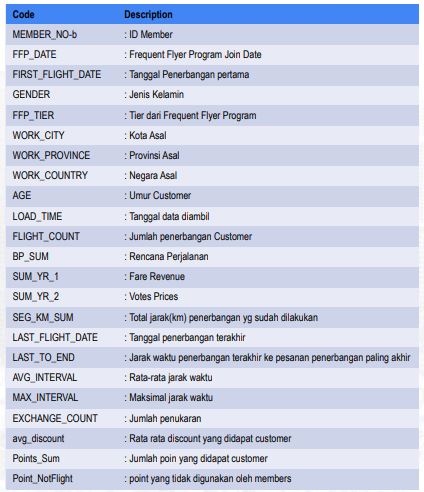 Code Description
MEMBER_NO-b : ID Member
FFP_DATE : Frequent Flyer Program Join Date
FIRST_FLIGHT_DATE : Tanggal Penerbangan pertama
GENDER : Jenis Kelamin
FFP_TIER : Tier dari Frequent Flyer Program
WORK_CITY : Kota Asal
WORK_PROVINCE : Provinsi Asal
WORK_COUNTRY : Negara Asal
AGE : Umur Customer
LOAD_TIME : Tanggal data diambil
FLIGHT_COUNT : Jumlah penerbangan Customer
BP_SUM : Rencana Perjalanan
SUM_YR_1 : Fare Revenue
SUM_YR_2 : Votes Prices
SEG_KM_SUM : Total jarak(km) penerbangan yg sudah dilakukan
LAST_FLIGHT_DATE : Tanggal penerbangan terakhir
LAST_TO_END : Jarak waktu penerbangan terakhir ke pesanan penerbangan paling akhir
AVG_INTERVAL : Rata-rata jarak waktu
MAX_INTERVAL : Maksimal jarak waktu
EXCHANGE_COUNT : Jumlah penukaran
avg_discount : Rata rata discount yang didapat customer
Points_Sum : Jumlah poin yang didapat customer
Point_NotFlight : point yang tidak digunakan oleh members